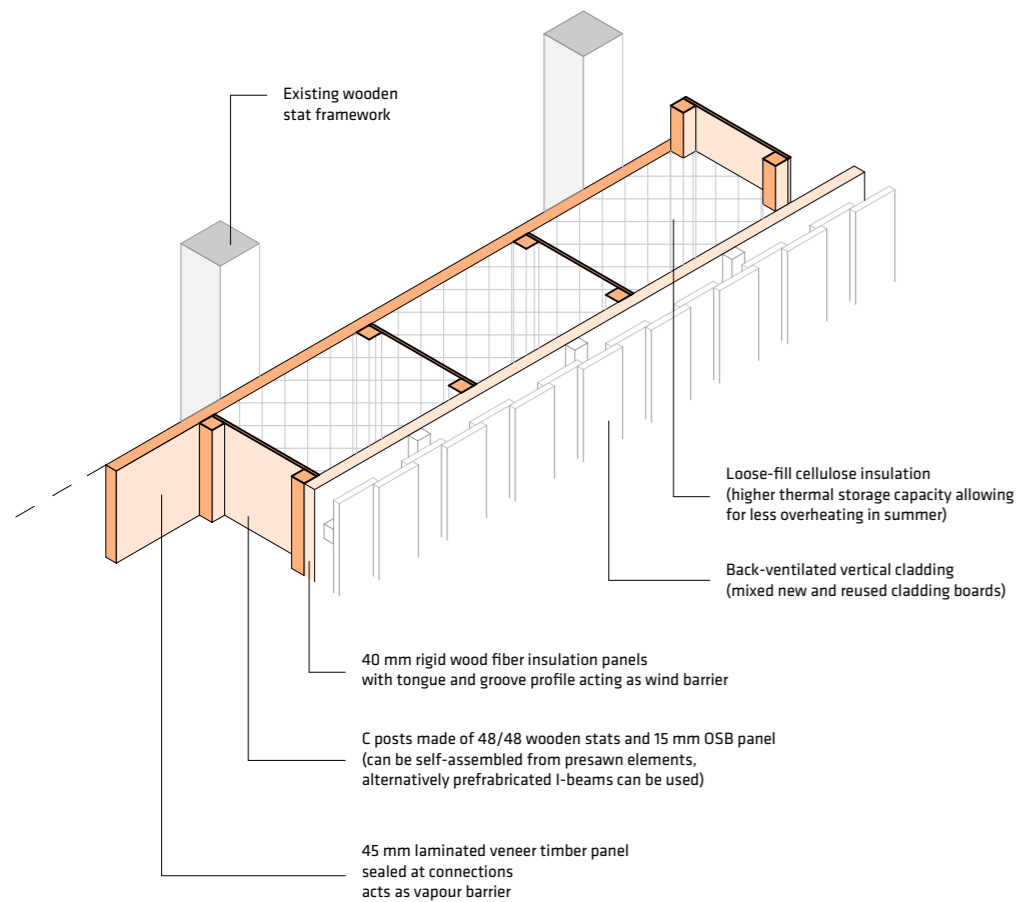 Existing wooden
stat framework
Loose-fill cellulose insulation
(higher thermal storage capacity allowing
for less overheating in summer)
Back-ventilated vertical cladding
(mixed new and reused cladding boards)
40 mm rigid wood fiber insulation panels
with tongue and groove profile acting as wind barrier
C posts made of 48/48 wooden stats and 15 mm OSB panel
(can be self-assembled from presawn elements,
alternatively prefabricated I-beams can be used)
45 mm laminated veneer timber panel
sealed at connections
acts as vapour barrier